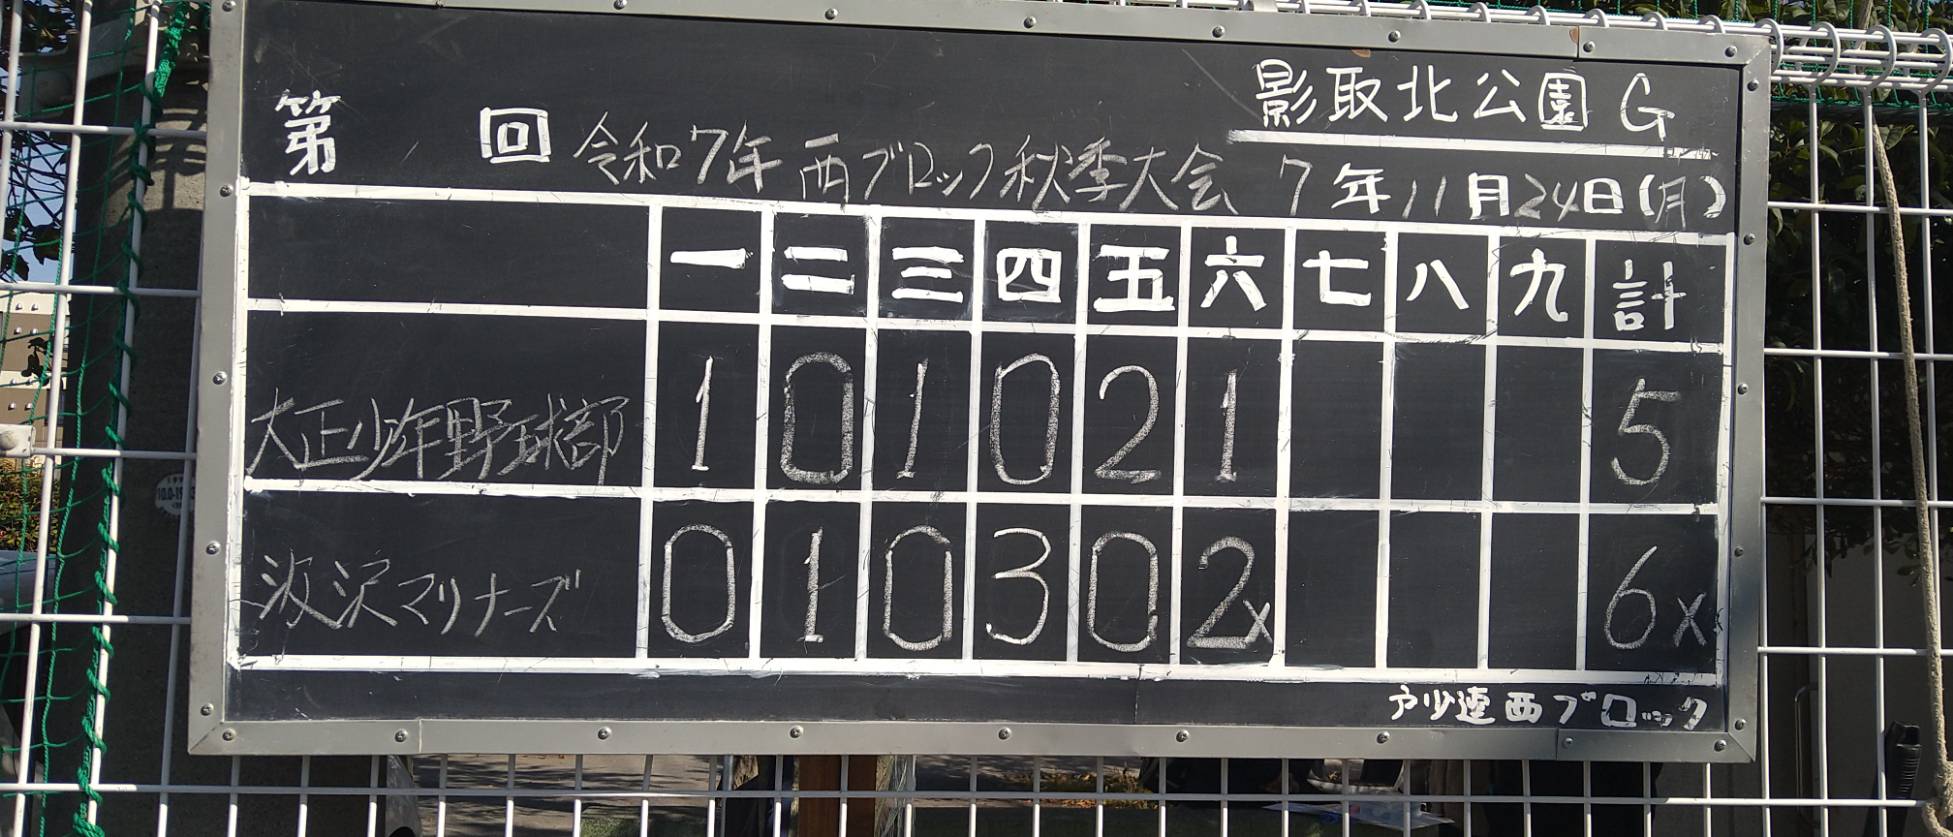 影取北公園 G
第 回 令和7年 西ブロック秋季大会 7年11月24日(月)
一 二 三 四 五 六 七 八 九 計
大正少年野球部 1 0 1 0 2 1 5
汲沢マリナーズ 0 1 0 3 0 2x 6x
戸少連西ブロック